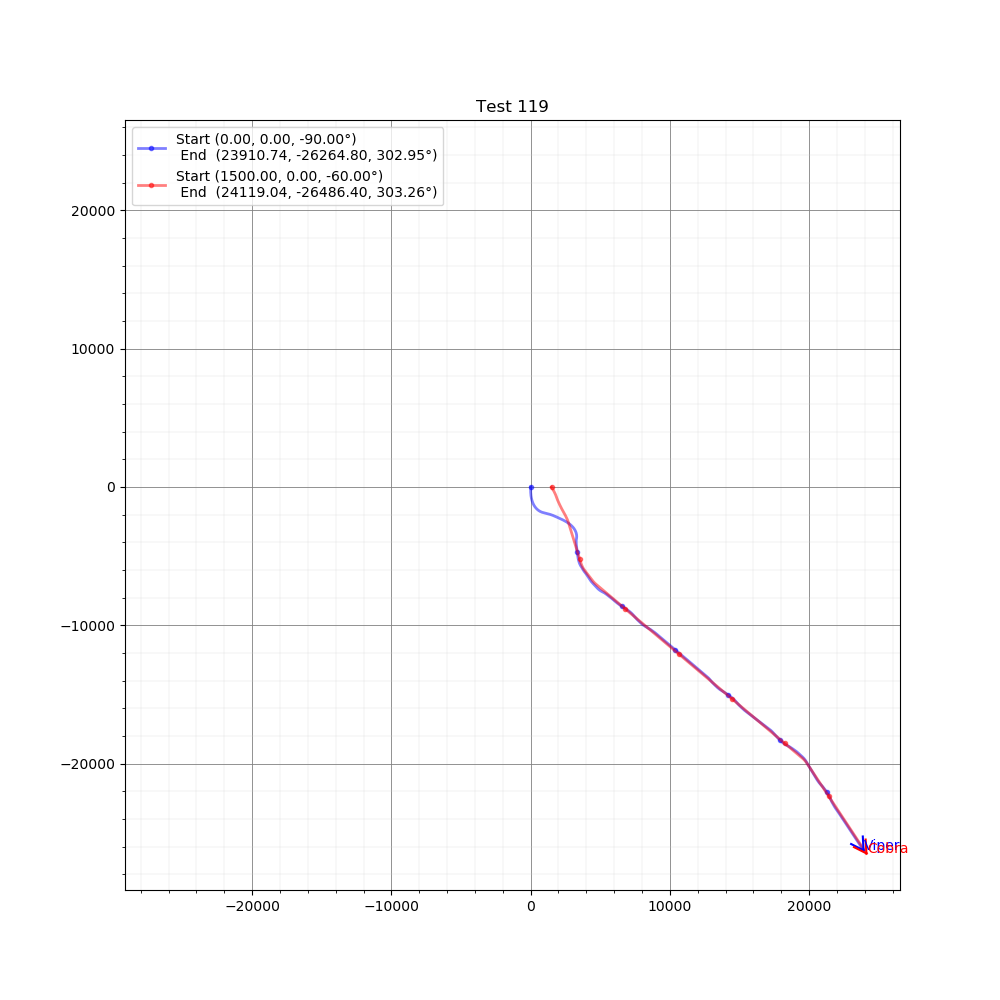 Test 119
Start (0.00, 0.00, -90.00°)
End  (23910.74, -26264.80, 302.95°)
Start (1500.00, 0.00, -60.00°)
End  (24119.04, -26486.40, 303.26°)
20000
10000
0
−10000
−20000
Viper
Cobra
−20000
−10000
0
10000
20000